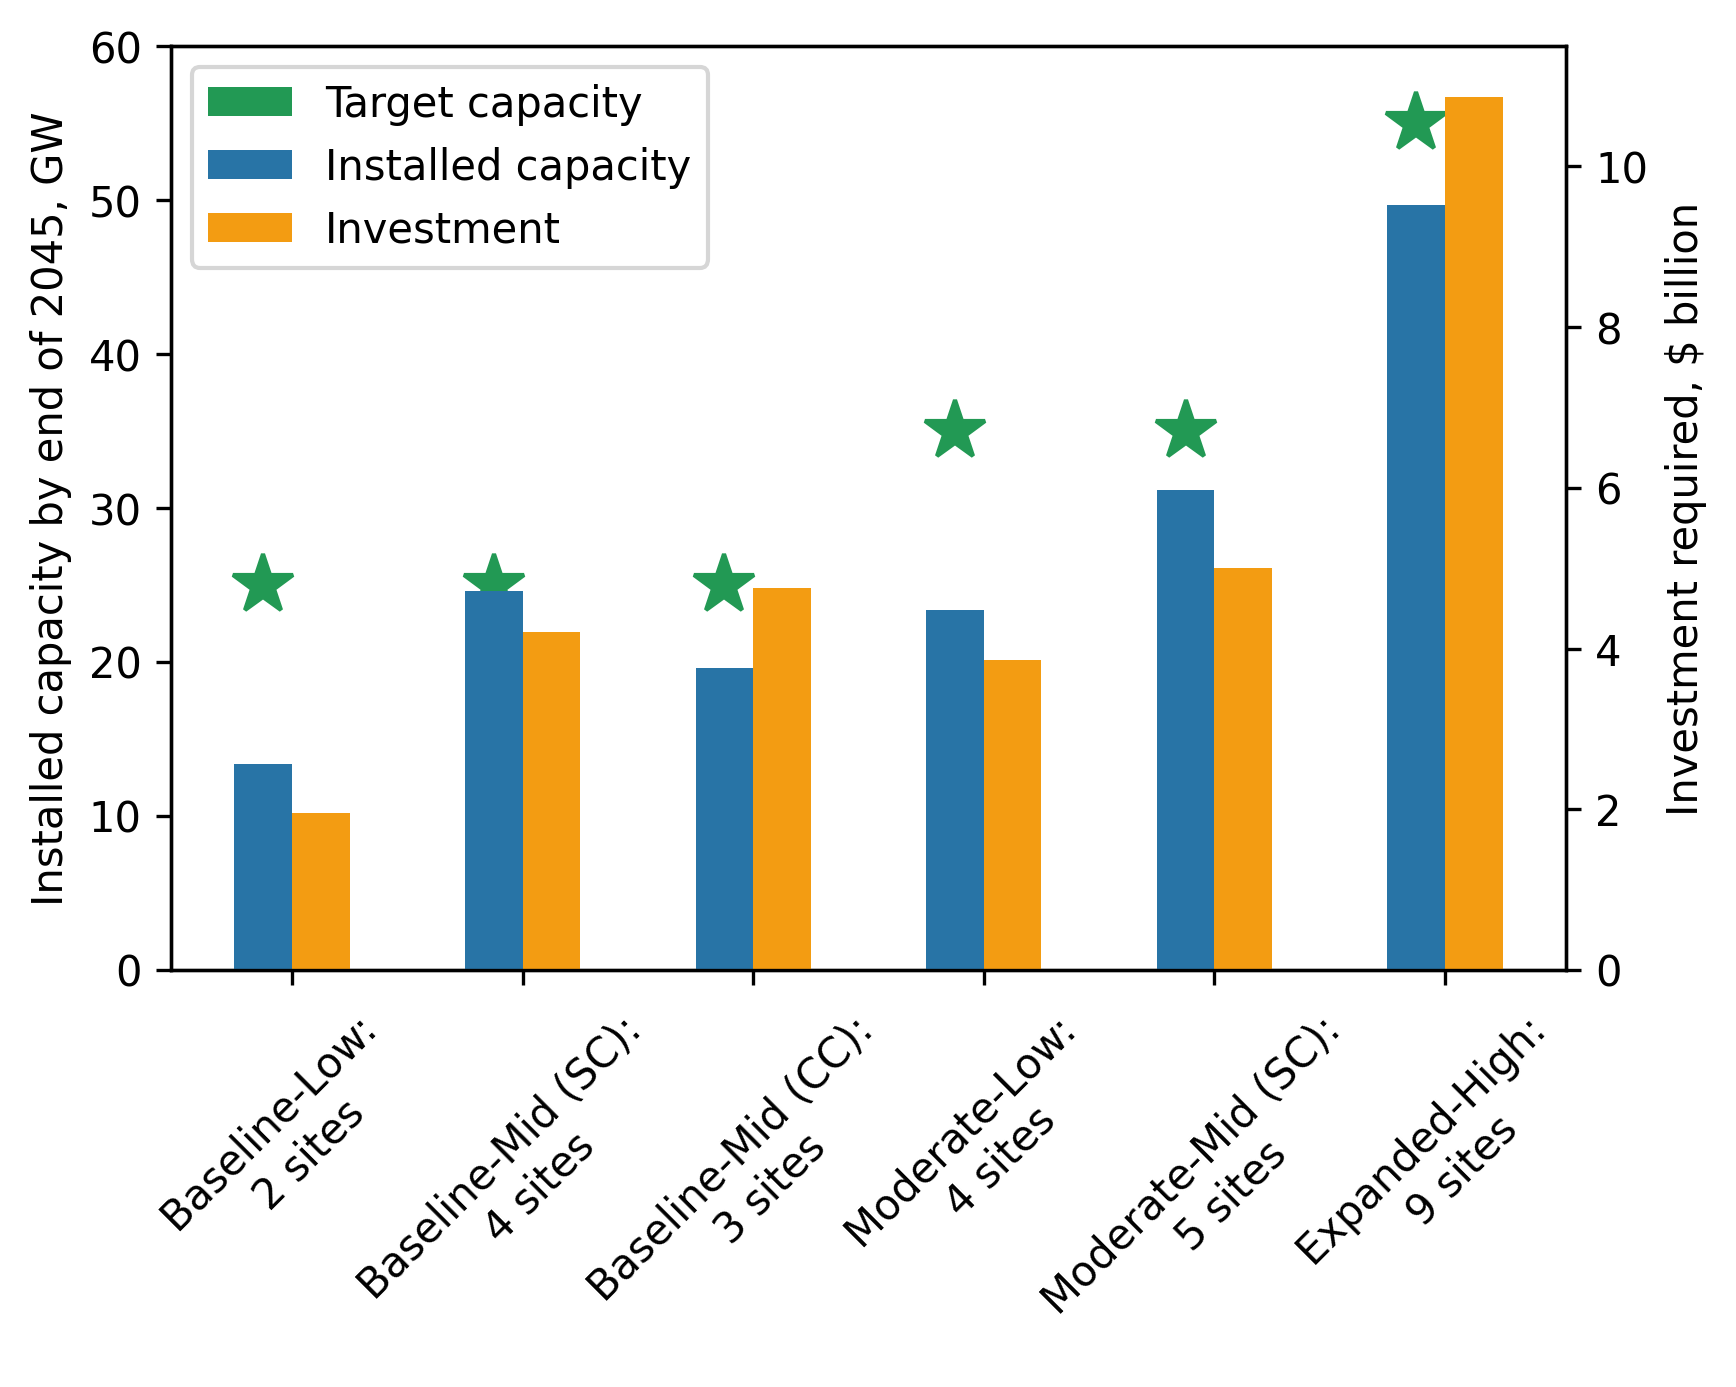 Target capacity
Installed capacity
Investment
Installed capacity by end of 2045, GW
60
50
40
30
20
10
0
Investment required, $ billion
10
8
6
4
2
0
Baseline-Low:
2 sites
Baseline-Mid (SC):
4 sites
Baseline-Mid (CC):
3 sites
Moderate-Low:
4 sites
Moderate-Mid (SC):
5 sites
Expanded-High:
9 sites